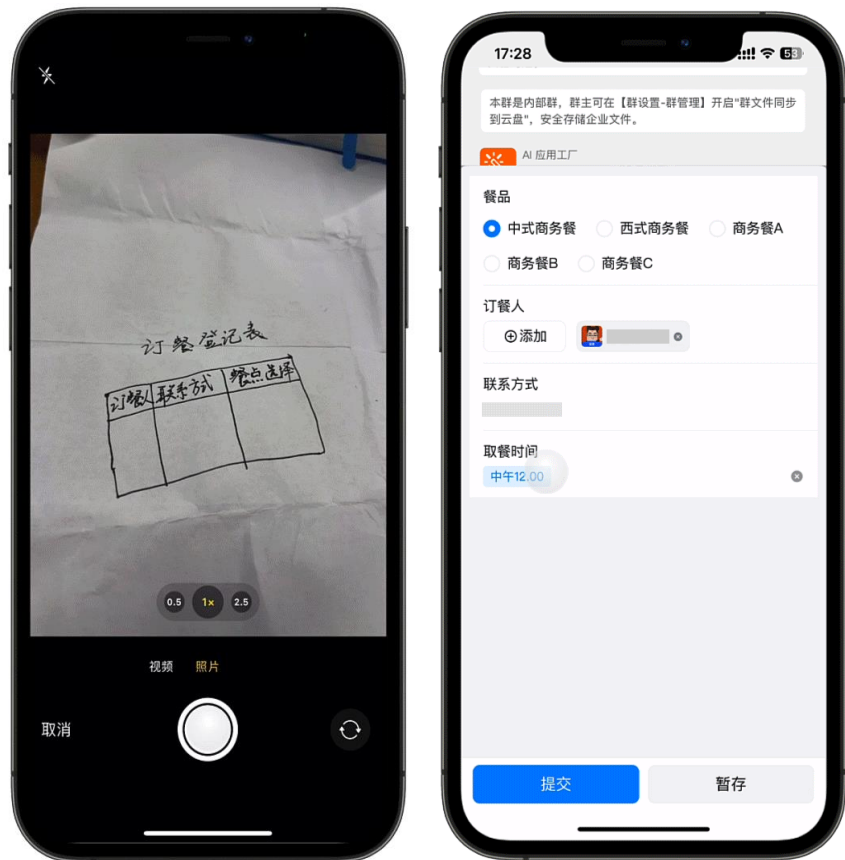 订餐登记表
订餐人 联系方式 餐点选择
0.5 1× 2.5
视频 照片
取消
17:28 53
本群是内部群，群主可在【群设置-群管理】开启"群文件同步
到云盘"，安全存储企业文件。
AI 应用工厂
餐品
中式商务餐 西式商务餐 商务餐A
商务餐B 商务餐C
订餐人
添加
联系方式
取餐时间
中午12.00
提交 暂存